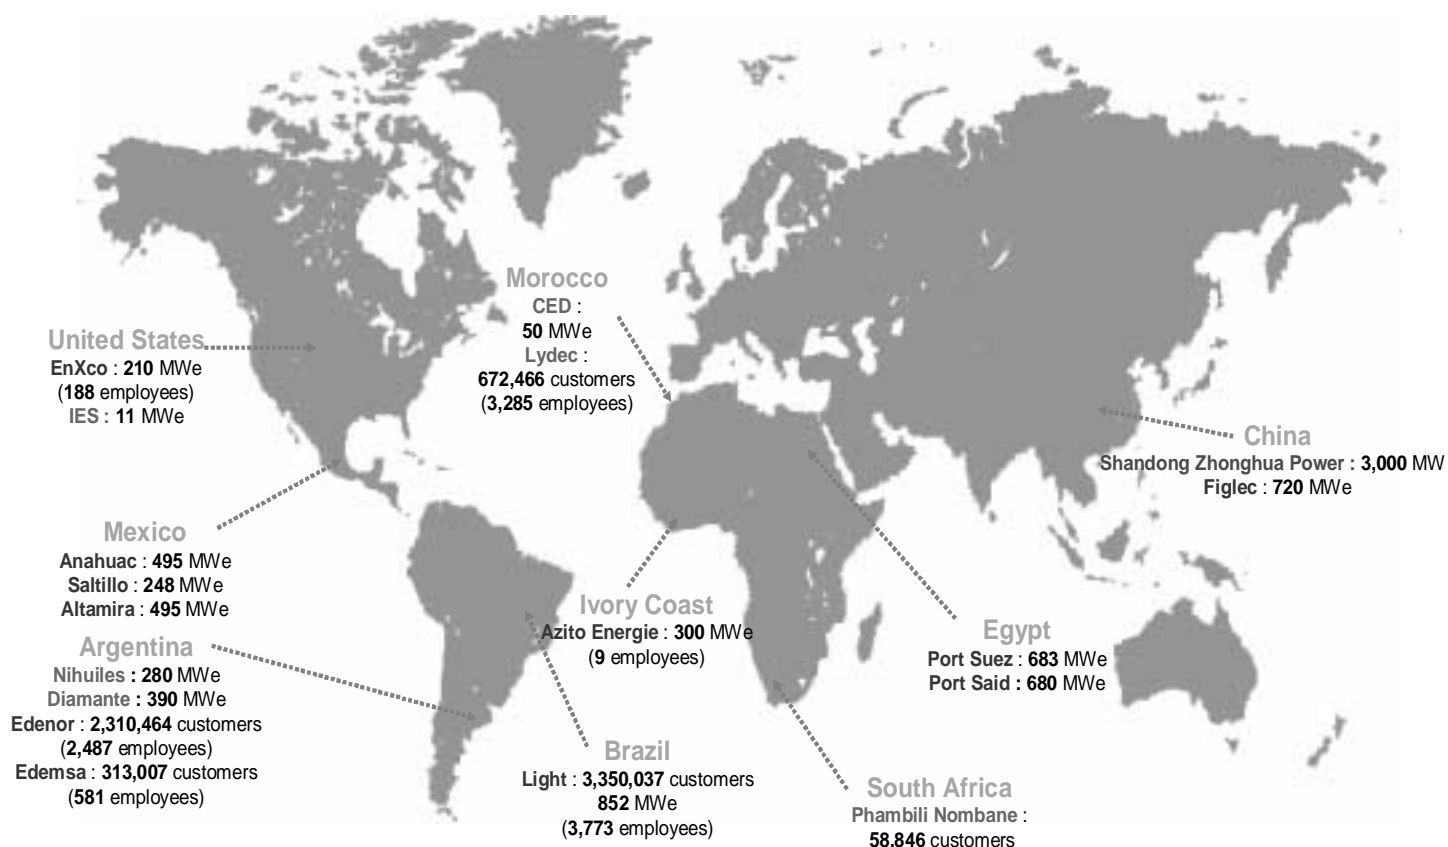 Morocco
CED :
50 MWe
Lydec :
672,466 customers
(3,285 employees)
United States
EnXco : 210 MWe
(188 employees)
IES : 11 MWe
China
Shandong Zhonghua Power : 3,000 MW
Figlec : 720 MWe
Mexico
Anahuac : 495 MWe
Saltillo : 248 MWe
Altamira : 495 MWe
Ivory Coast
Azito Energie : 300 MWe
(9 employees)
Egypt
Port Suez : 683 MWe
Port Said : 680 MWe
Argentina
Nihuiles : 280 MWe
Diamante : 390 MWe
Edenor : 2,310,464 customers
(2,487 employees)
Edemsa : 313,007 customers
(581 employees)
Brazil
Light : 3,350,037 customers
852 MWe
(3,773 employees)
South Africa
Phambili Nombane :
58,846 customers